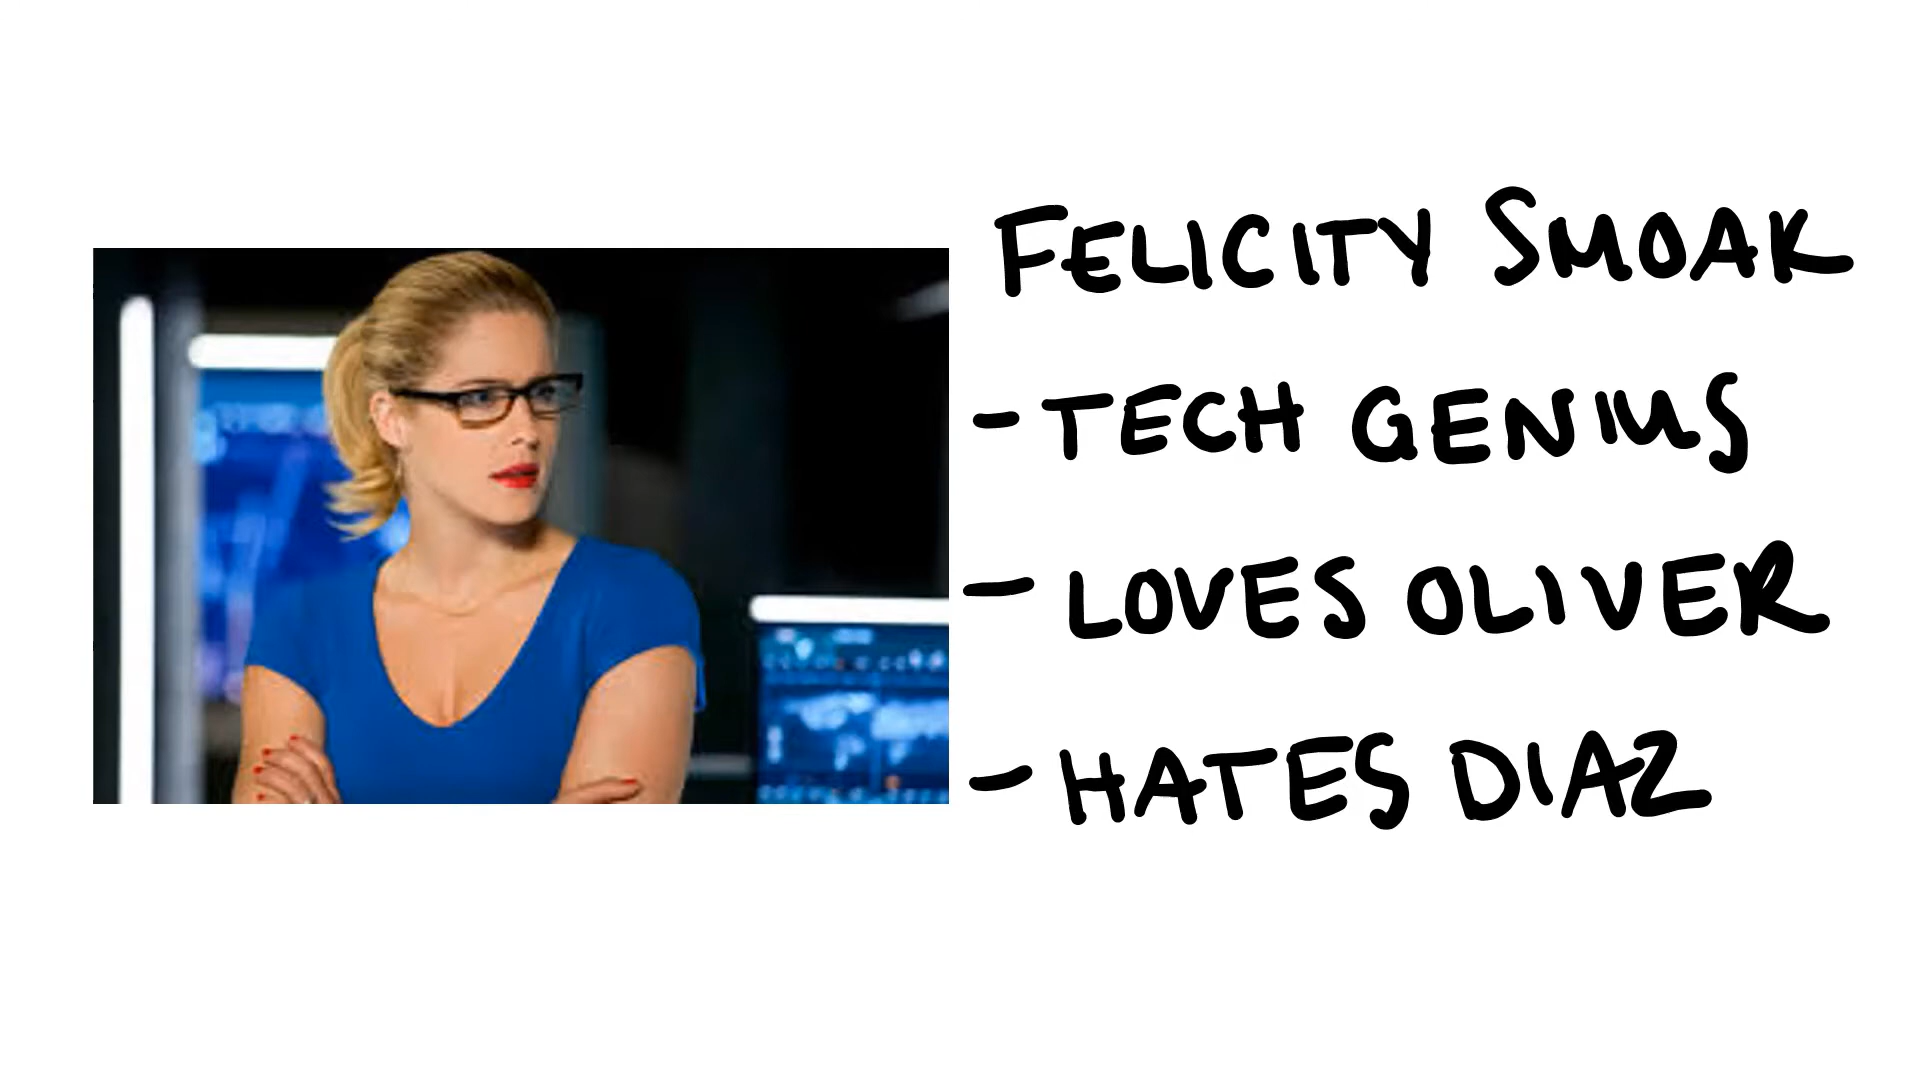 FELICITY SMOAK
- TECH GENIUS
- LOVES OLIVER
- HATES DIAZ